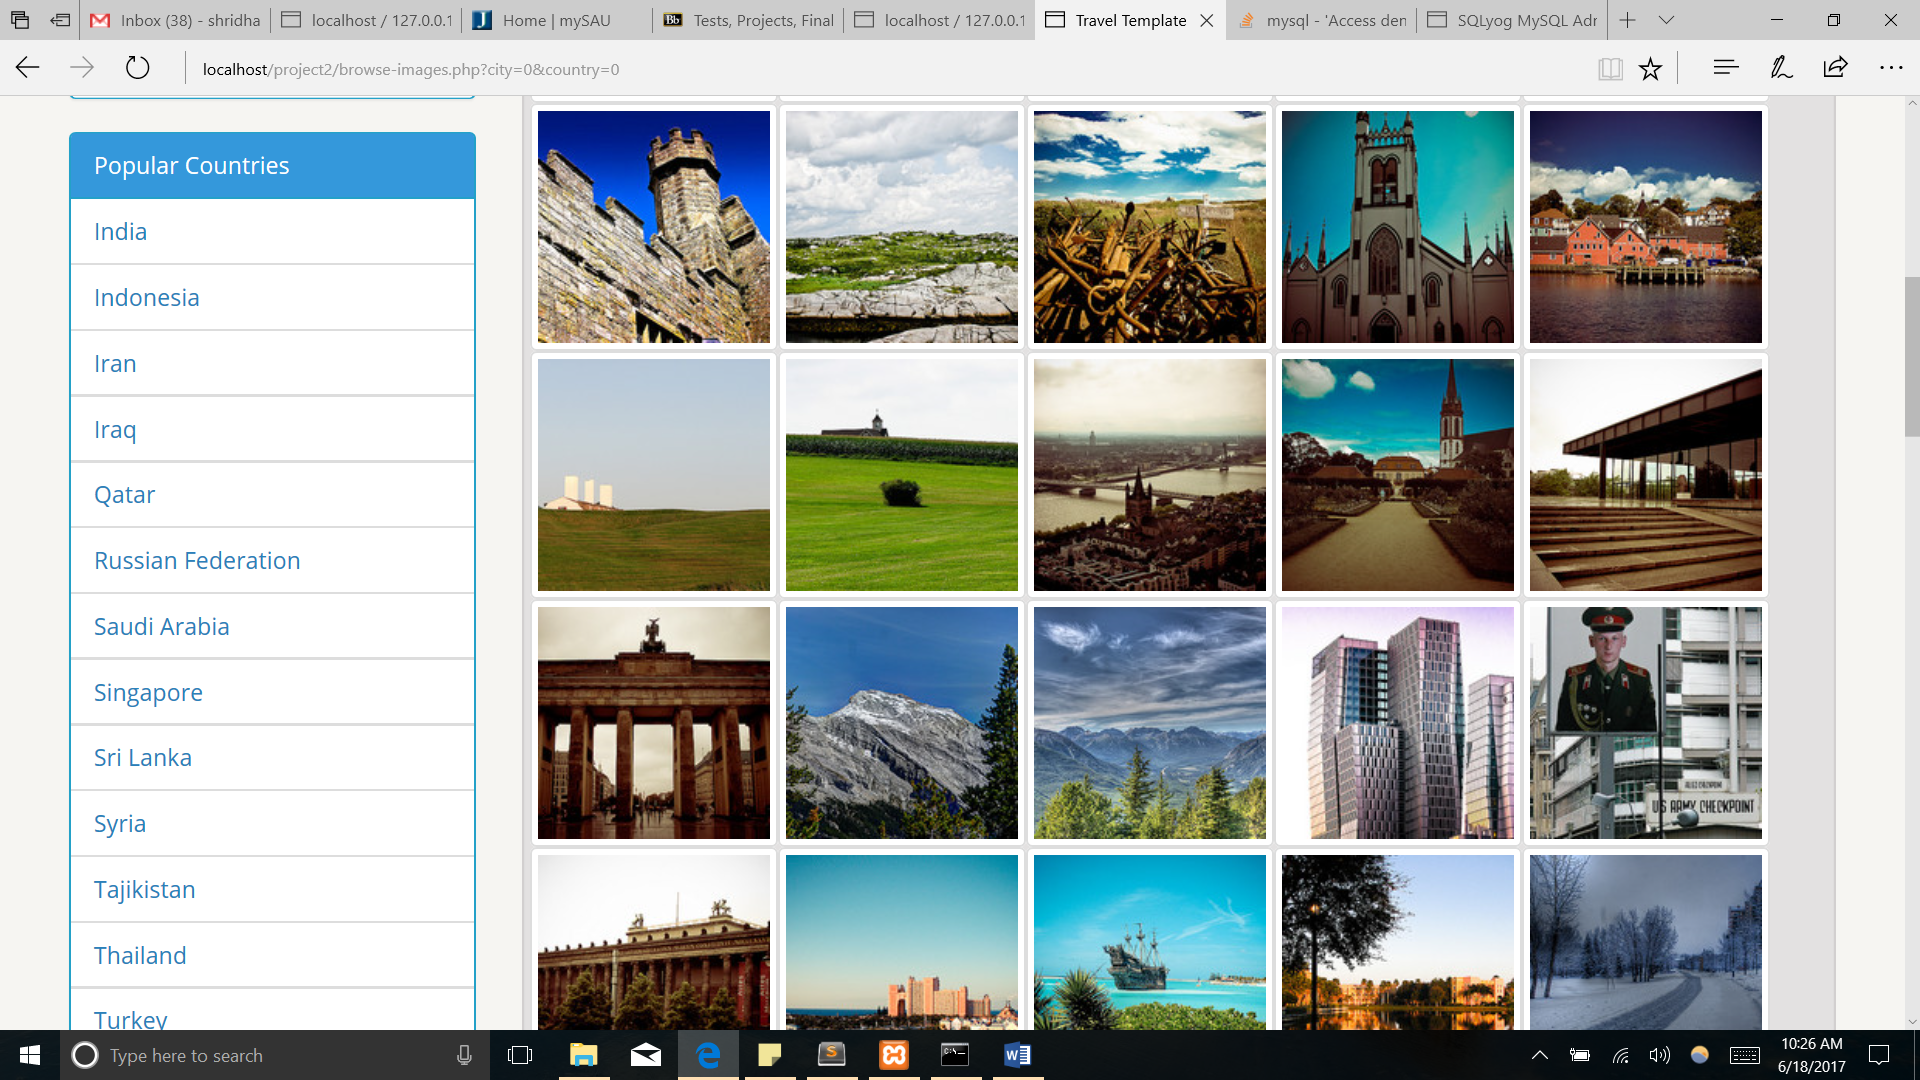 Inbox (38) - shridha
localhost / 127.0.0.1
Home | mySAU
Bb
Tests, Projects, Final
localhost / 127.0.0.1
Travel Template
mysql - 'Access den
SQLyog MySQL Adr
localhost/project2/browse-images.php?city=0&country=0
Popular Countries
India
Indonesia
Iran
Iraq
Qatar
Russian Federation
Saudi Arabia
Singapore
Sri Lanka
Syria
Tajikistan
Thailand
Turkey
US ARMY CHECKPOINT
Type here to search
10:26 AM
6/18/2017